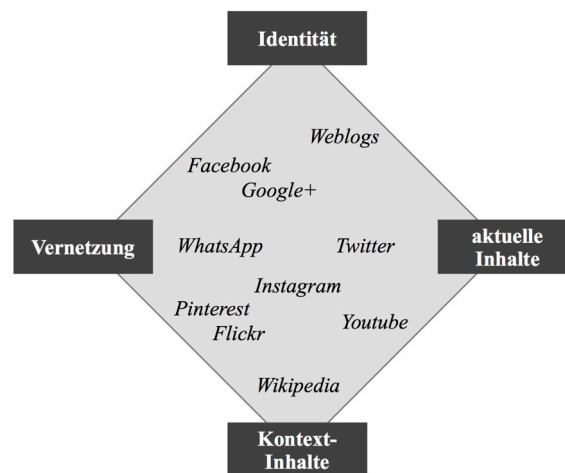 Identität
Weblogs
Facebook
Google+
Vernetzung
WhatsApp
Twitter
aktuelle
Inhalte
Instagram
Pinterest
Flickr
Youtube
Wikipedia
Kontext-
Inhalte